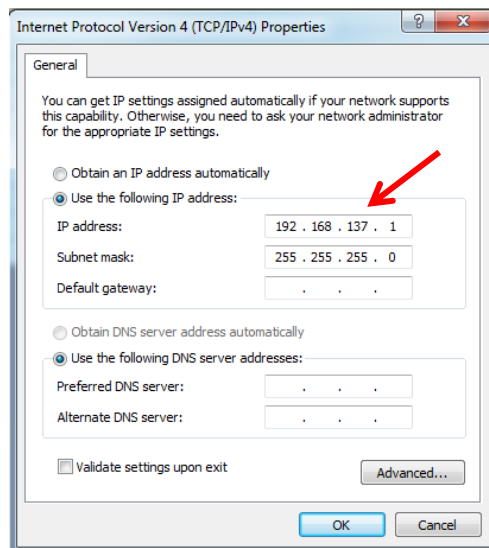 Internet Protocol Version 4 (TCP/IPv4) Properties
General
You can get IP settings assigned automatically if your network supports
this capability. Otherwise, you need to ask your network administrator
for the appropriate IP settings.
Obtain an IP address automatically
Use the following IP address:
IP address: 192 . 168 . 137 . 1
Subnet mask: 255 . 255 . 255 . 0
Default gateway: . . .
Obtain DNS server address automatically
Use the following DNS server addresses:
Preferred DNS server: . . .
Alternate DNS server: . . .
Validate settings upon exit
Advanced...
OK Cancel